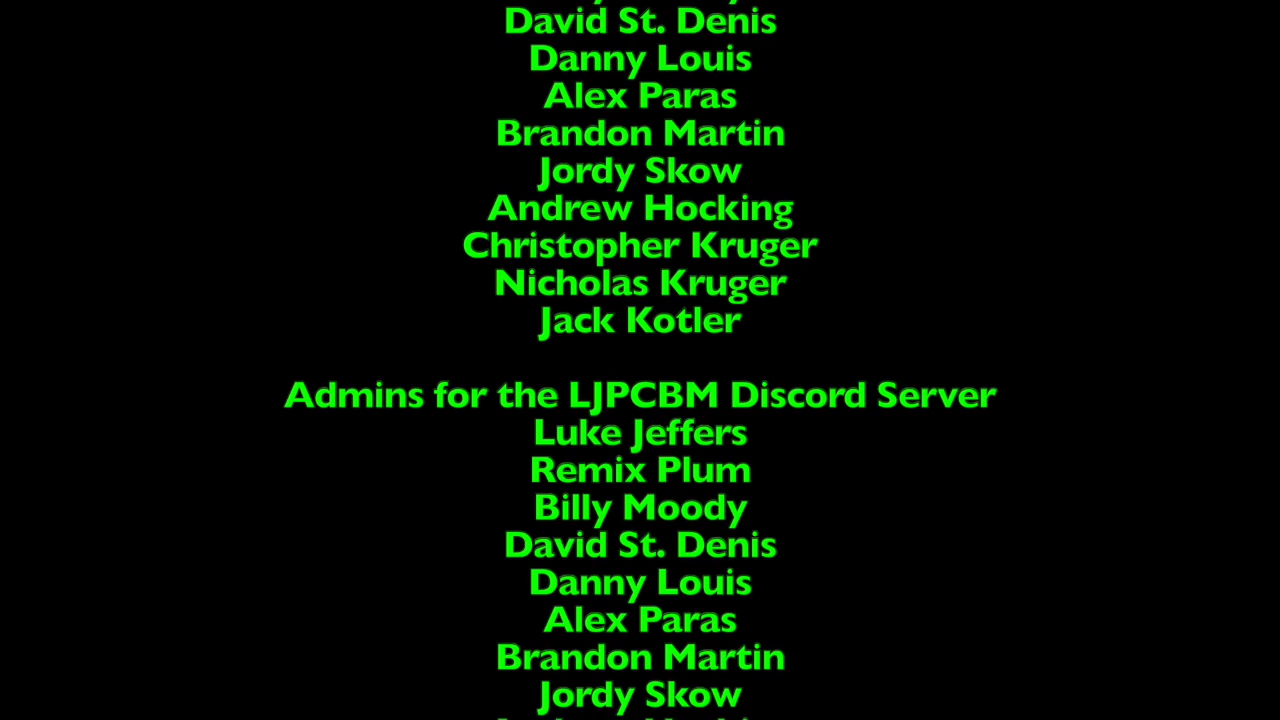 David St. Denis
Danny Louis
Alex Paras
Brandon Martin
Jordy Skow
Andrew Hocking
Christopher Kruger
Nicholas Kruger
Jack Kotler
Admins for the LJPCBM Discord Server
Luke Jeffers
Remix Plum
Billy Moody
David St. Denis
Danny Louis
Alex Paras
Brandon Martin
Jordy Skow